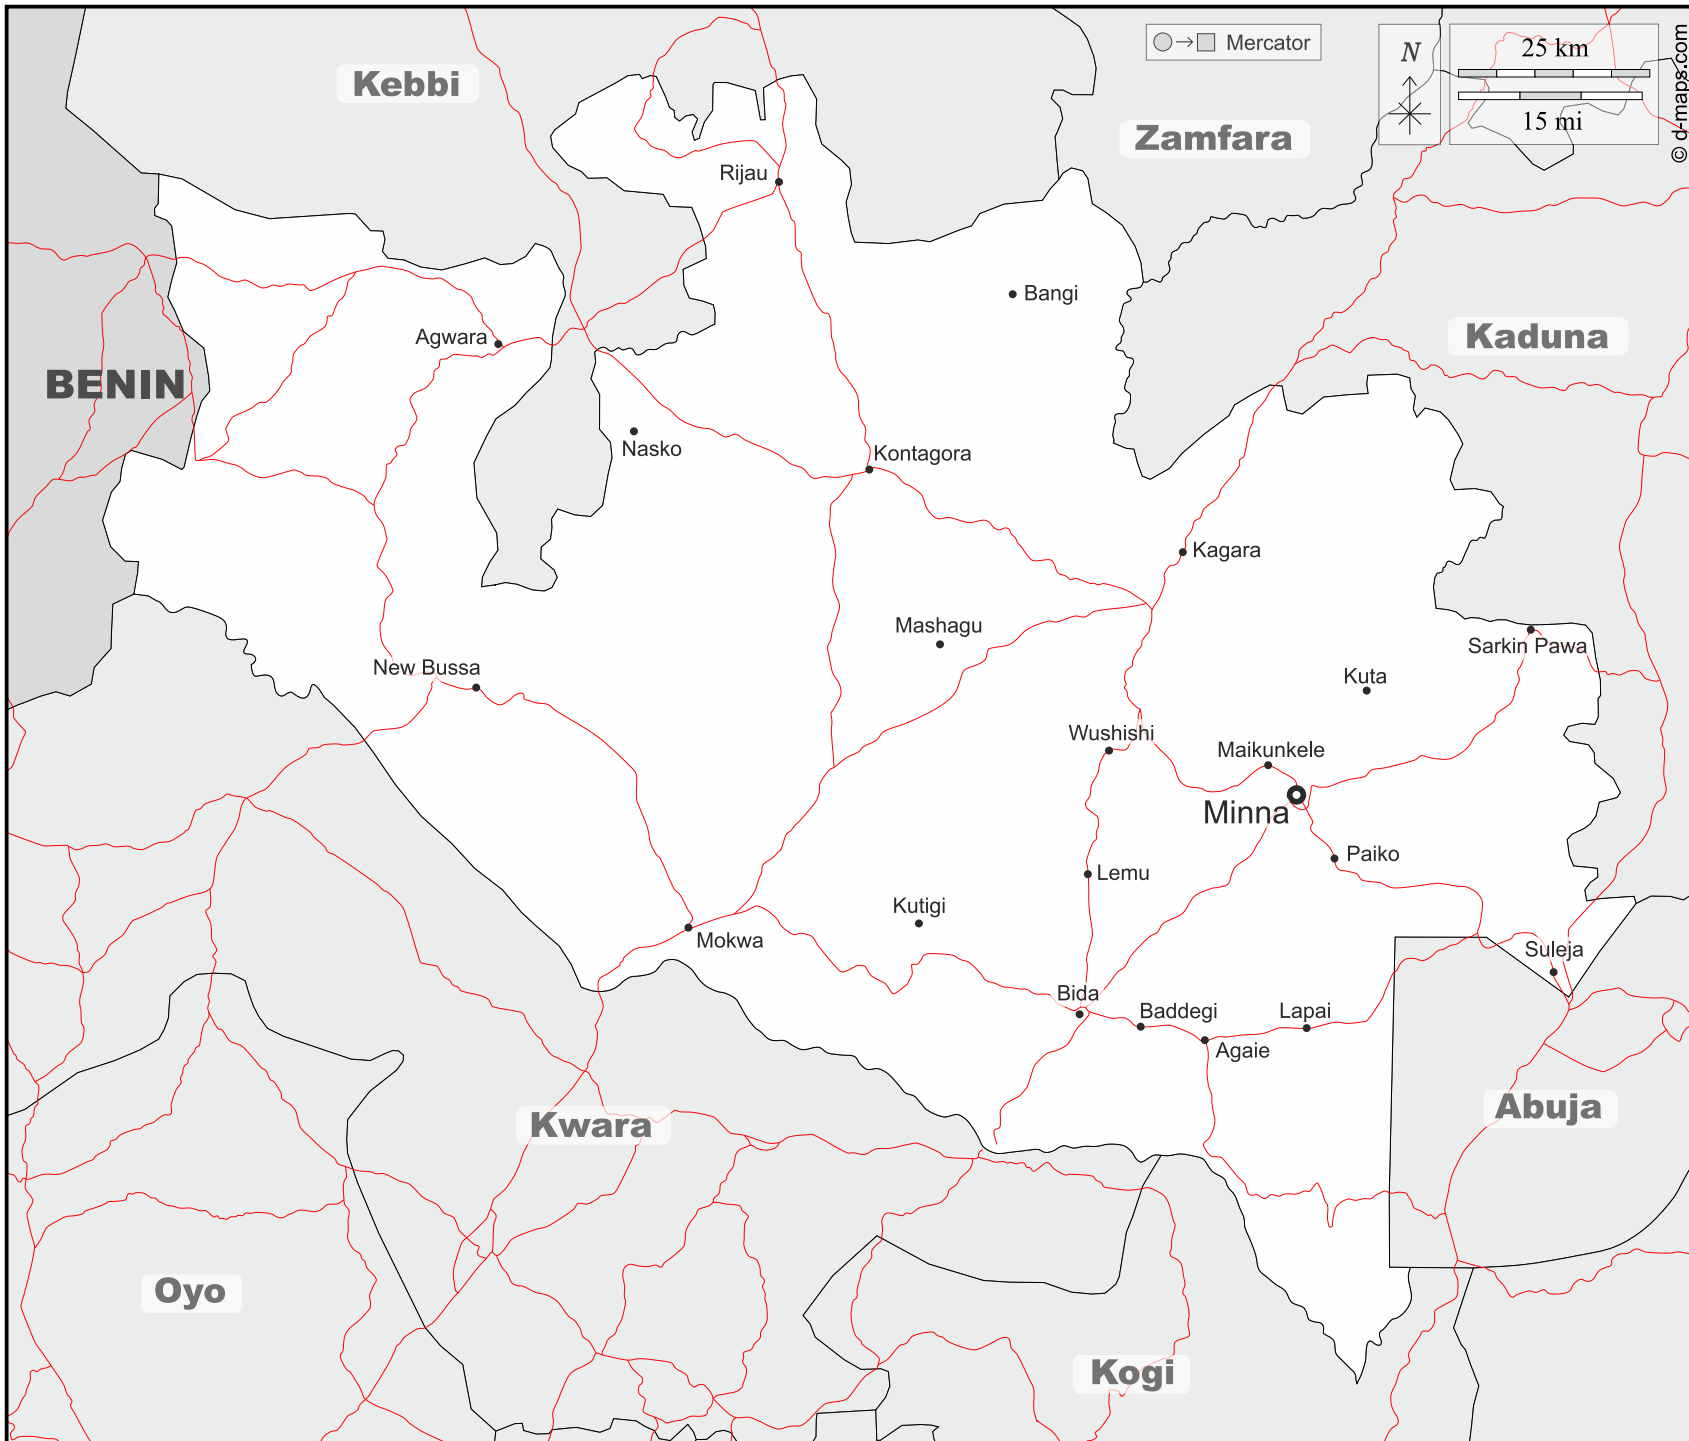 Mercator
N
25 km
15 mi
© d-maps.com
Kebbi
Zamfara
Rijau
Bangi
Agwara
Kaduna
BENIN
Nasko
Kontagora
Kagara
Mashagu
Sarkin Pawa
New Bussa
Kuta
Wushishi
Maikunkele
Minna
Paiko
Lemu
Kutigi
Mokwa
Suleja
Bida
Baddegi
Lapai
Agaie
Abuja
Kwara
Oyo
Kogi